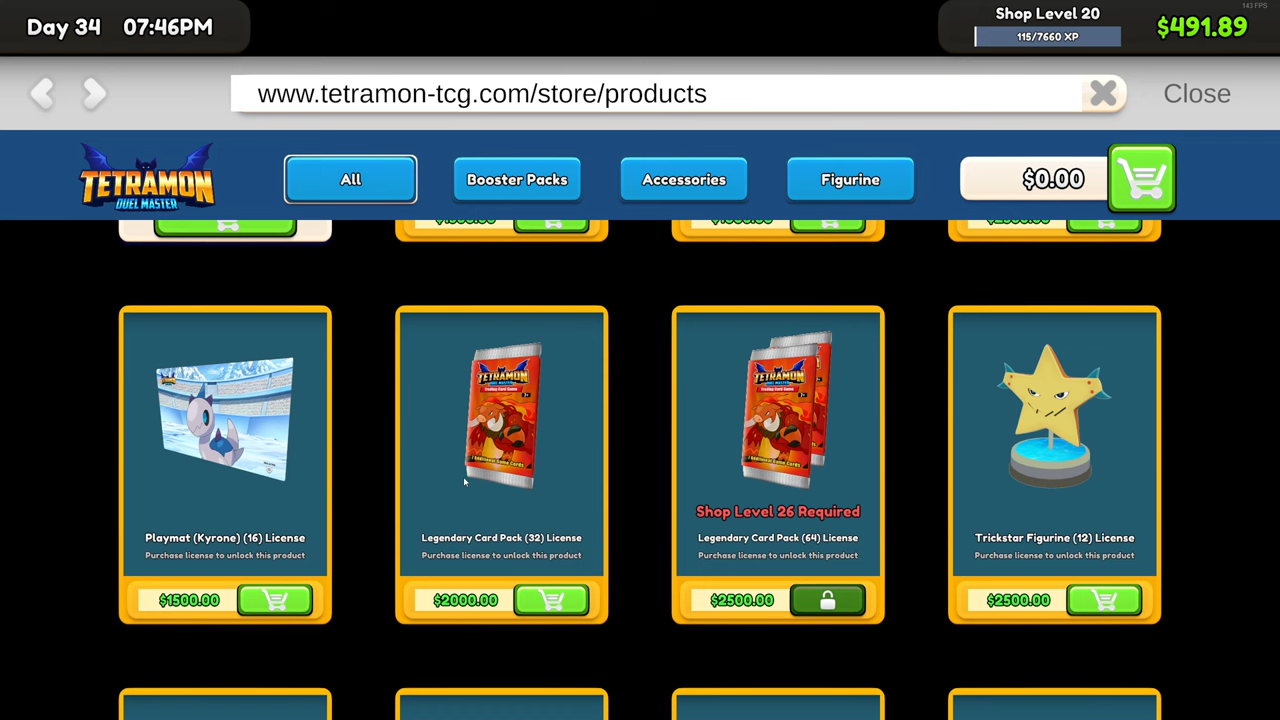 143 FPS
Day 34 07:46PM
Shop Level 20
115/7660 XP
$491.89
www.tetramon-tcg.com/store/products
Close
TETRAMON
DUEL MASTER
All
Booster Packs
Accessories
Figurine
$0.00
Shop Level 26 Required
Playmat (Kyrone) (16) License
Legendary Card Pack (32) License
Legendary Card Pack (64) License
Trickstar Figurine (12) License
Purchase license to unlock this product
Purchase license to unlock this product
Purchase license to unlock this product
Purchase license to unlock this product
$1500.00
$2000.00
$2500.00
$2500.00